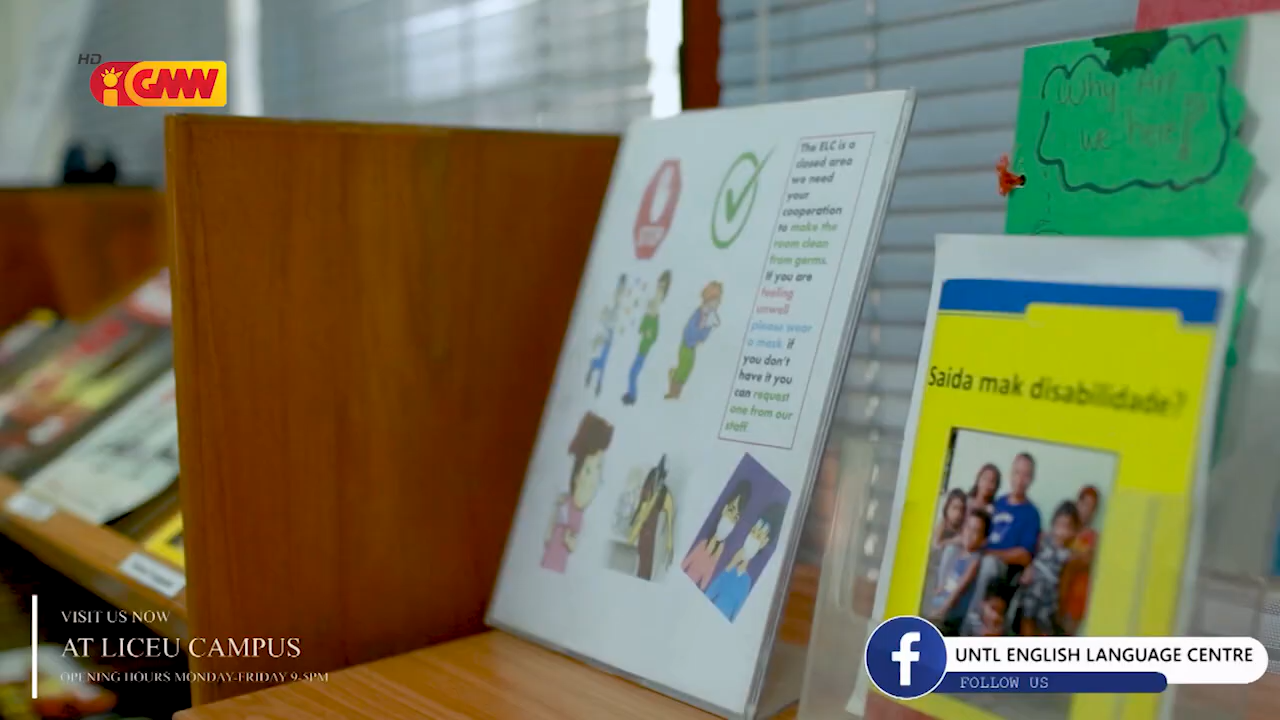 HD
GMW
Why Are
we here?
STOP
The ELC is a
closed area
we need
your
cooperation
to make the
room clean
from germs.
If you are
feeling
unwell
please wear
a mask if
you don't
have it you
can request
one from our
staff
Saida mak disabilidade?
VISIT US NOW
AT LICEU CAMPUS
OPENING HOURS MONDAY-FRIDAY 9-5PM
f
UNTL ENGLISH LANGUAGE CENTRE
FOLLOW US